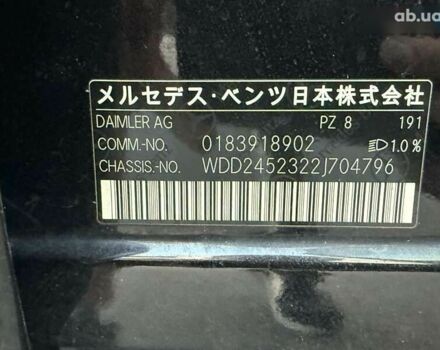 ab.ua
メルセデス・ベンツ日本株式会社
DAIMLER AG PZ 8 191
COMM.-NO. 0183918902 1.0%
CHASSIS.-NO. WDD2452322J704796